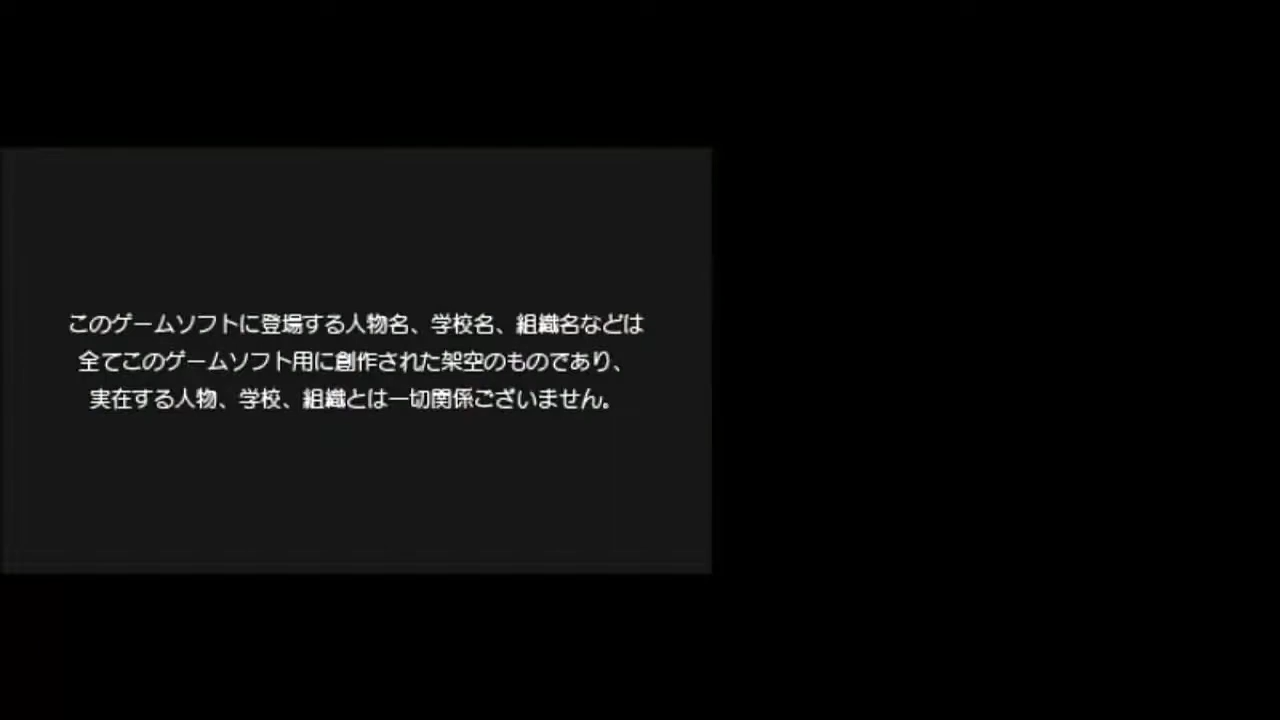 このゲームソフトに登場する人物名、学校名、組織名などは
全てこのゲームソフト用に創作された架空のものであり、
実在する人物、学校、組織とは一切関係ございません。